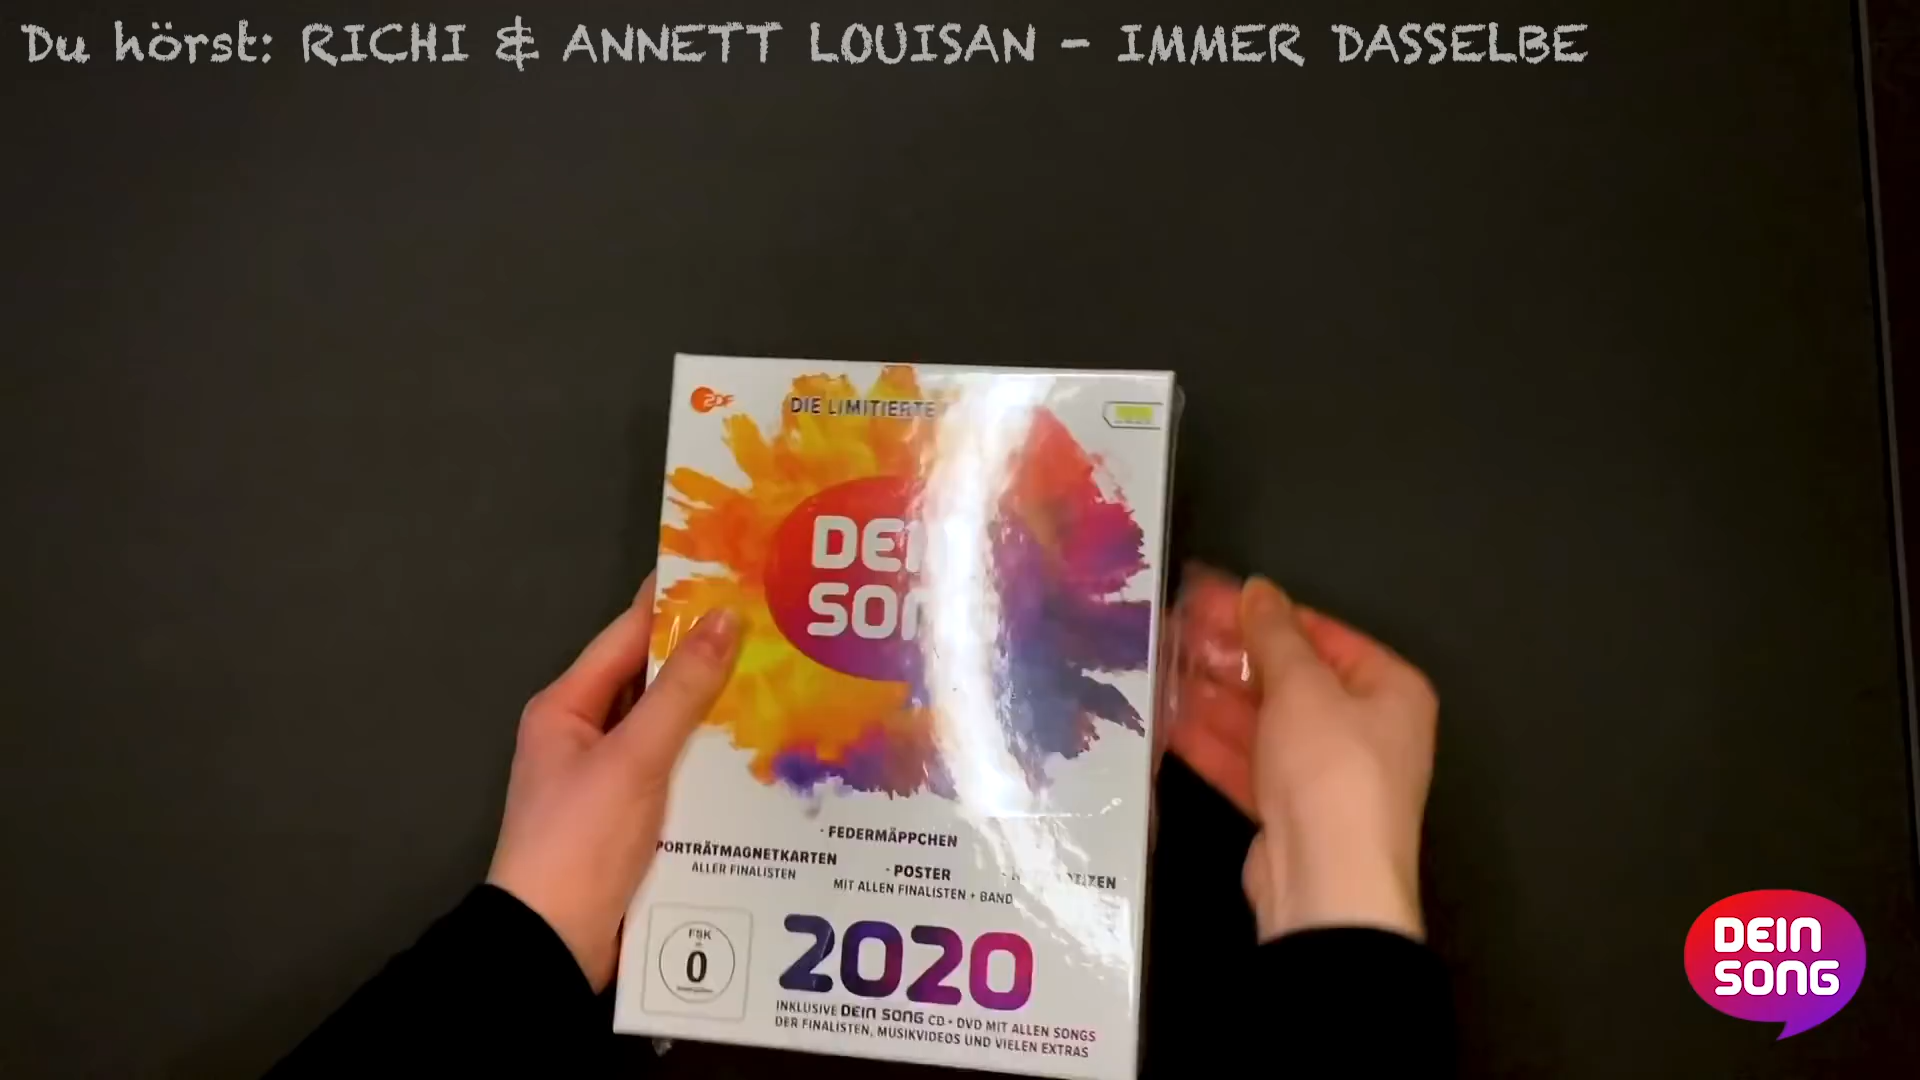 Du hörst: RICHI & ANNETT LOUISAN - IMMER DASSELBE
ZDF
DIE LIMITIERTE
DEIN
SONG
· FEDERMÄPPCHEN
PORTRÄTMAGNETKARTEN
ALLER FINALISTEN
· POSTER
MIT ALLEN FINALISTEN + BAND
FSK
0
2020
INKLUSIVE DEIN SONG CD + DVD MIT ALLEN SONGS
DER FINALISTEN, MUSIKVIDEOS UND VIELEN EXTRAS
DEIN
SONG